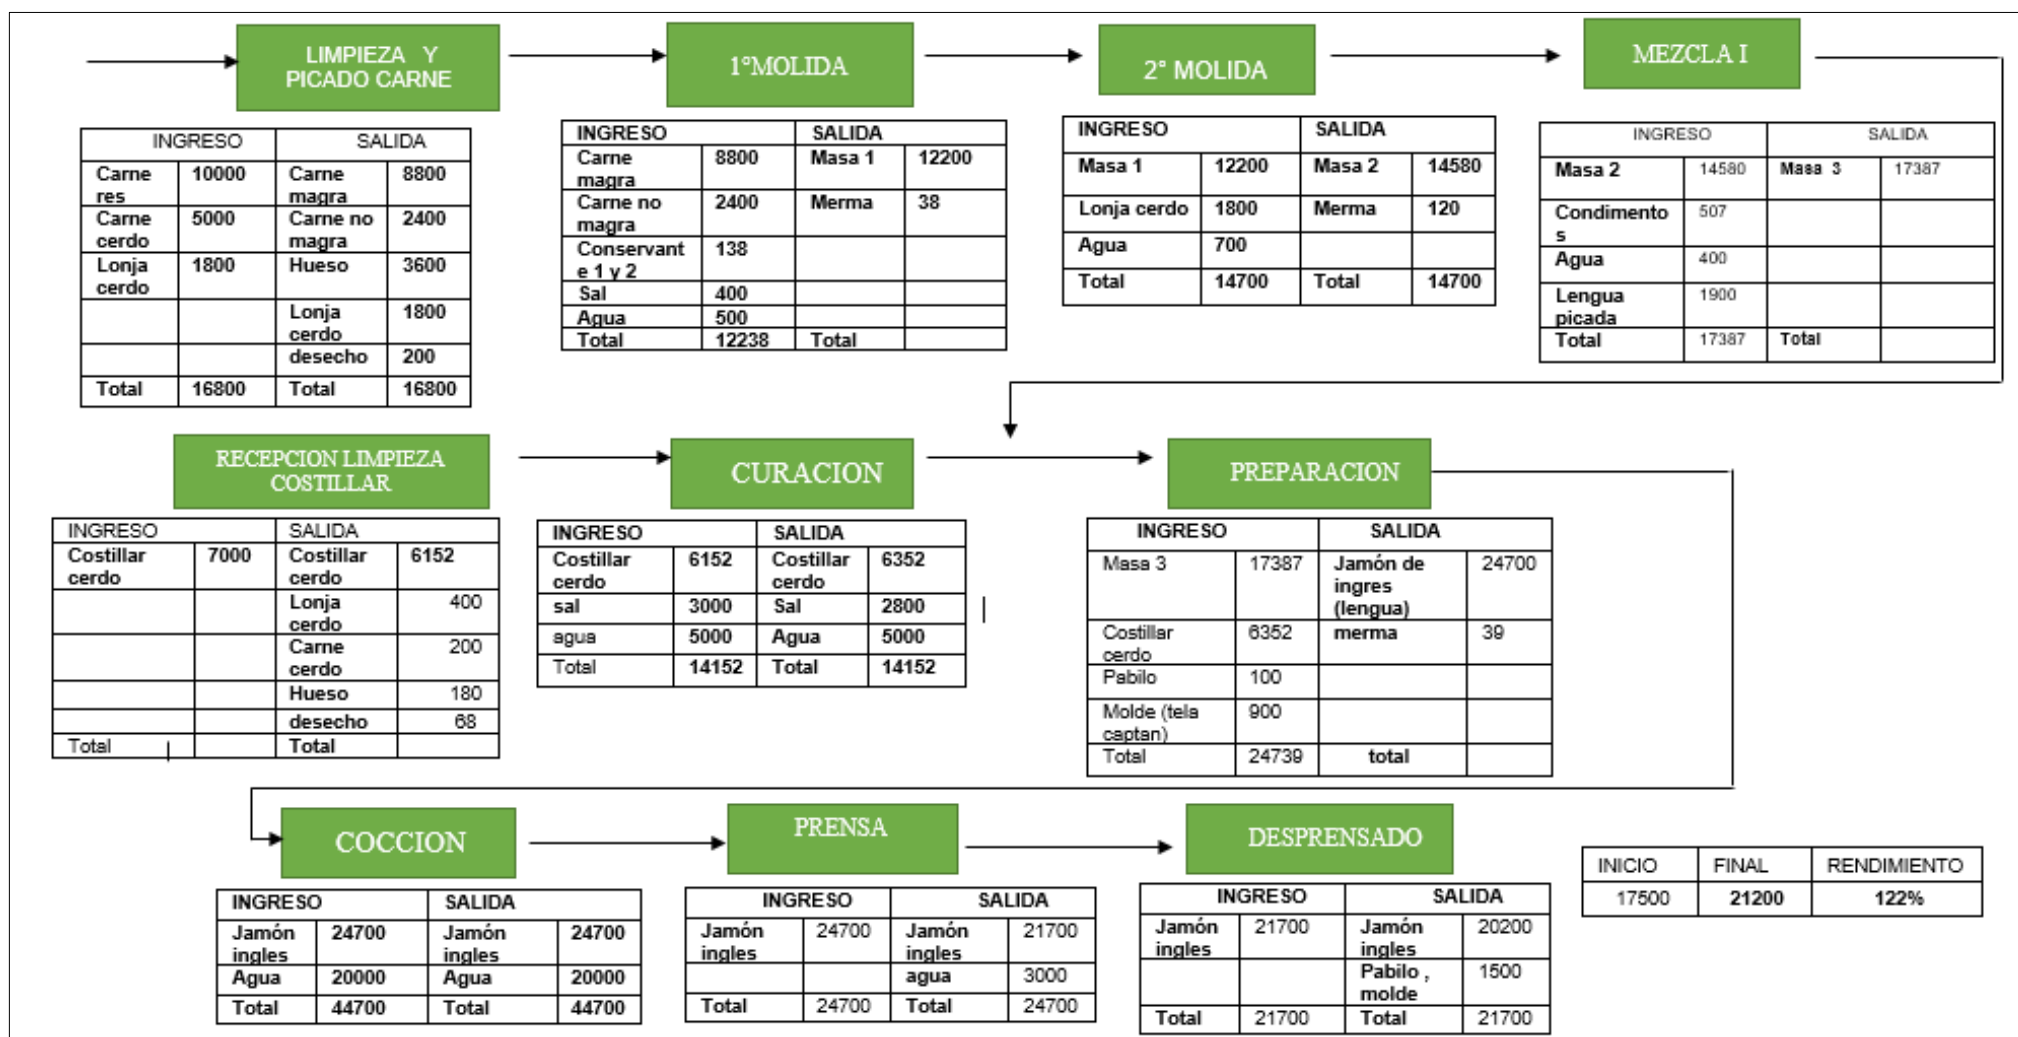 LIMPIEZA Y
PICADO CARNE
INGRESO SALIDA
Carne res 10000 Carne magra 8800
Carne cerdo 5000 Carne no magra 2400
Lonja cerdo 1800 Hueso 3600
Lonja cerdo 1800
desecho 200
Total 16800 Total 16800
1°MOLIDA
INGRESO SALIDA
Carne magra 8800 Masa 1 12200
Carne no magra 2400 Merma 38
Conservant e 1 y 2 138
Sal 400
Agua 500
Total 12238 Total
2° MOLIDA
INGRESO SALIDA
Masa 1 12200 Masa 2 14580
Lonja cerdo 1800 Merma 120
Agua 700
Total 14700 Total 14700
MEZCLA I
INGRESO SALIDA
Masa 2 14580 Masa 3 17387
Condimento s 507
Agua 400
Lengua picada 1900
Total 17387 Total
RECEPCION LIMPIEZA
COSTILLAR
INGRESO SALIDA
Costillar cerdo 7000 Costillar cerdo 6152
Lonja cerdo 400
Carne cerdo 200
Hueso 180
desecho 68
Total Total
CURACION
INGRESO SALIDA
Costillar cerdo 6152 Costillar cerdo 6352
sal 3000 Sal 2800
agua 5000 Agua 5000
Total 14152 Total 14152
PREPARACION
INGRESO SALIDA
Masa 3 17387 Jamón de ingres (lengua) 24700
Costillar cerdo 6352 merma 39
Pabilo 100
Molde (tela captan) 900
Total 24739 total
COCCION
INGRESO SALIDA
Jamón ingles 24700 Jamón ingles 24700
Agua 20000 Agua 20000
Total 44700 Total 44700
PRENSA
INGRESO SALIDA
Jamón ingles 24700 Jamón ingles 21700
agua 3000
Total 24700 Total 24700
DESPRENSADO
INGRESO SALIDA
Jamón ingles 21700 Jamón ingles 20200
Pabilo , molde 1500
Total 21700 Total 21700
INICIO FINAL RENDIMIENTO
17500 21200 122%